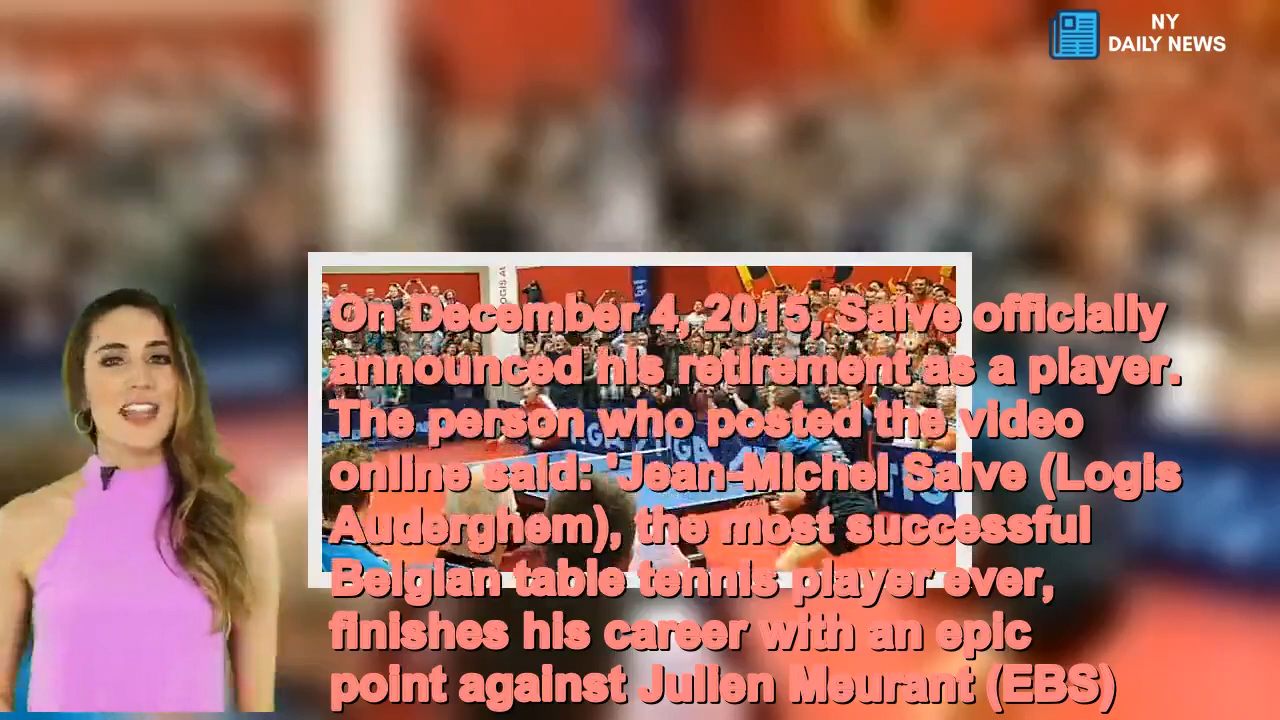 NY
DAILY NEWS
LOGIS AU
On December 4, 2015, Saive officially
announced his retirement as a player.
The person who posted the video
online said: 'Jean-Michel Saive (Logis
Auderghem), the most successful
Belgian table tennis player ever,
finishes his career with an epic
point against Julien Meurant (EBS)